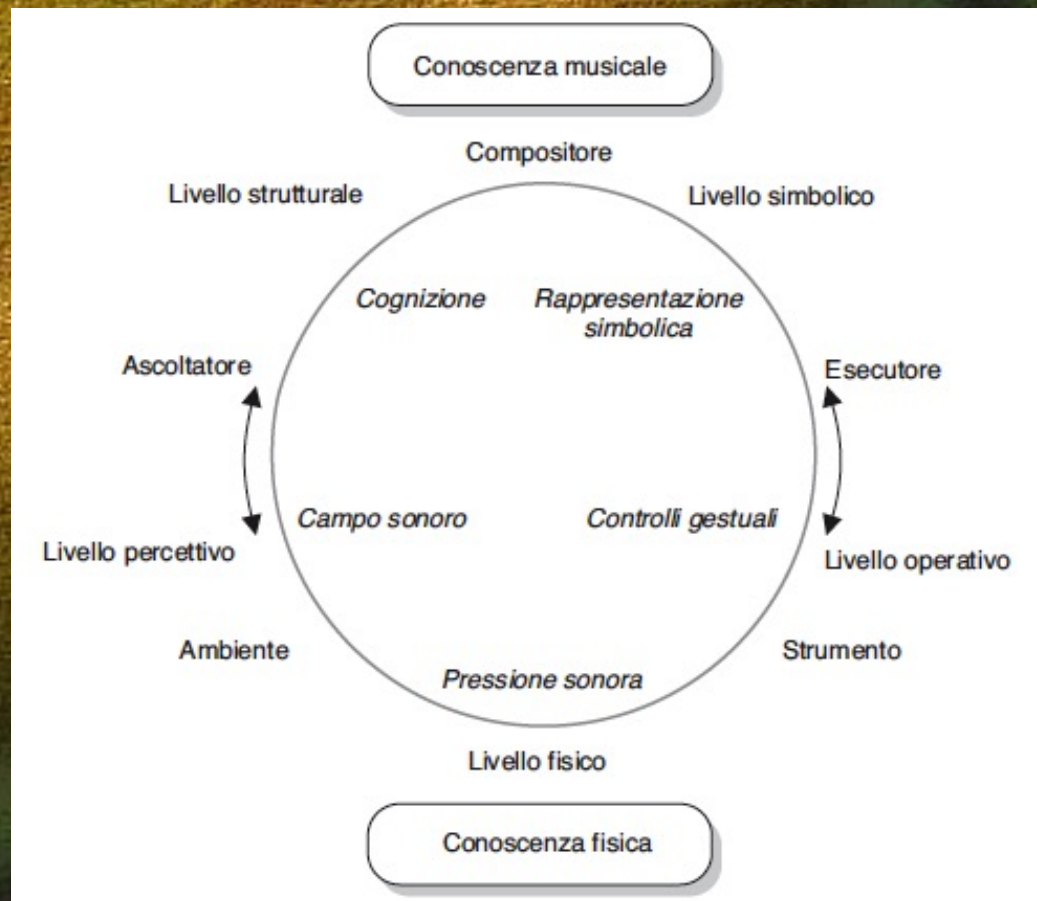 Conoscenza musicale
Compositore
Livello strutturale
Livello simbolico
Cognizione
Rappresentazione
simbolica
Ascoltatore
Esecutore
Campo sonoro
Controlli gestuali
Livello percettivo
Livello operativo
Ambiente
Strumento
Pressione sonora
Livello fisico
Conoscenza fisica